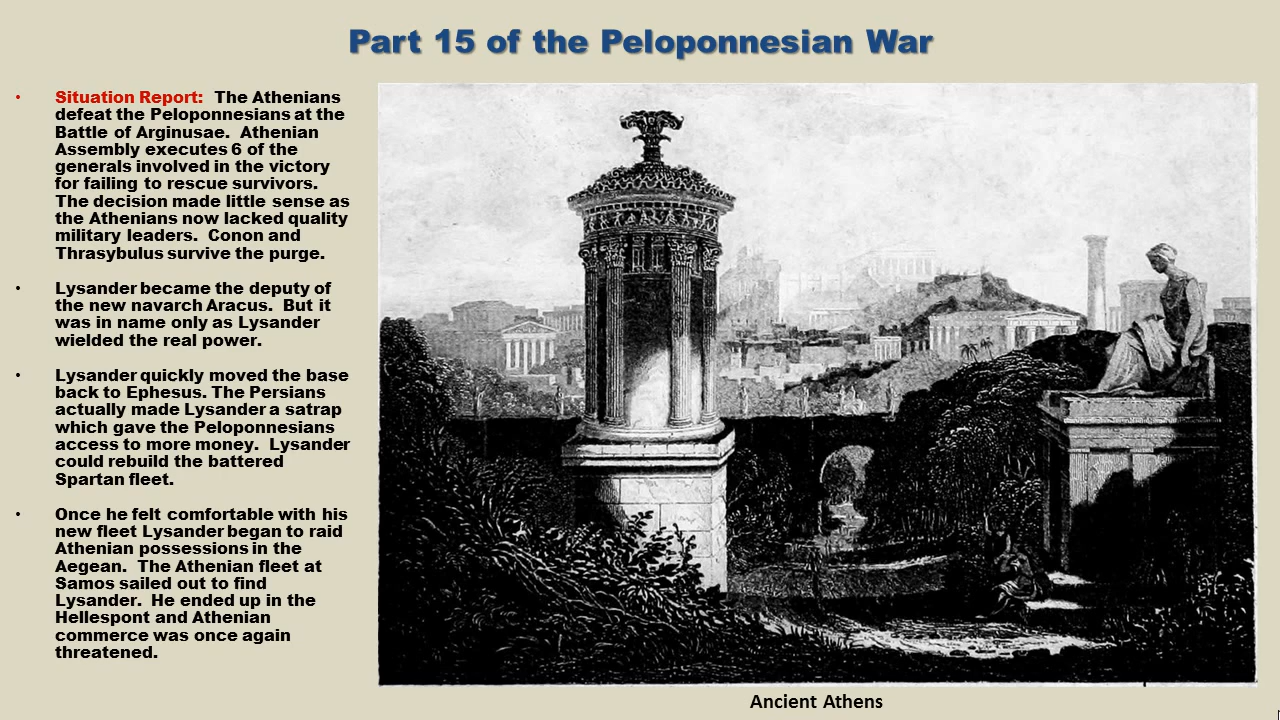 Part 15 of the Peloponnesian War
• Situation Report: The Athenians
defeat the Peloponnesians at the
Battle of Arginusae. Athenian
Assembly executes 6 of the
generals involved in the victory
for failing to rescue survivors.
The decision made little sense as
the Athenians now lacked quality
military leaders. Conon and
Thrasybulus survive the purge.
• Lysander became the deputy of
the new navarch Aracus. But it
was in name only as Lysander
wielded the real power.
• Lysander quickly moved the base
back to Ephesus. The Persians
actually made Lysander a satrap
which gave the Peloponnesians
access to more money. Lysander
could rebuild the battered
Spartan fleet.
• Once he felt comfortable with his
new fleet Lysander began to raid
Athenian possessions in the
Aegean. The Athenian fleet at
Samos sailed out to find
Lysander. He ended up in the
Hellespont and Athenian
commerce was once again
threatened.
Ancient Athens